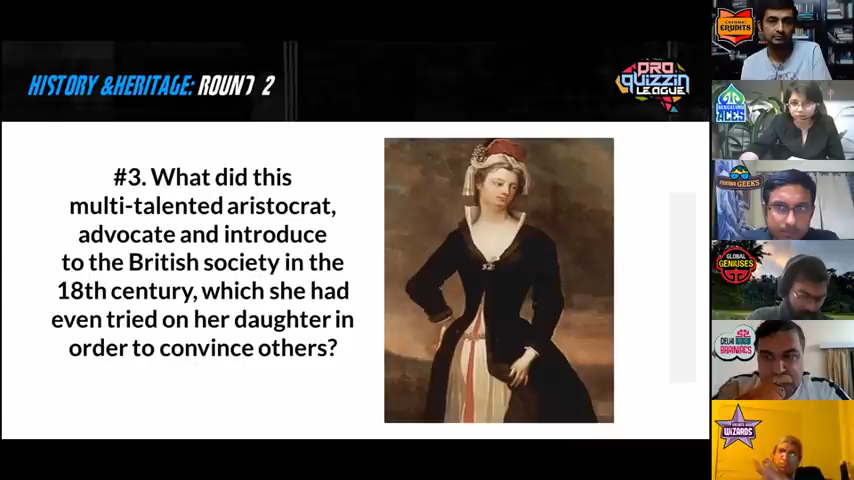 HISTORY &HERITAGE: ROUND 2
PRO
QUIZZIN
LEAGUE
#3. What did this
multi-talented aristocrat,
advocate and introduce
to the British society in the
18th century, which she had
even tried on her daughter in
order to convince others?
ERUDITS
BENGALURU
ACES
GEEKS
GLOBAL
GENIUSES
DELHI
BRAINIACS
WIZARDS